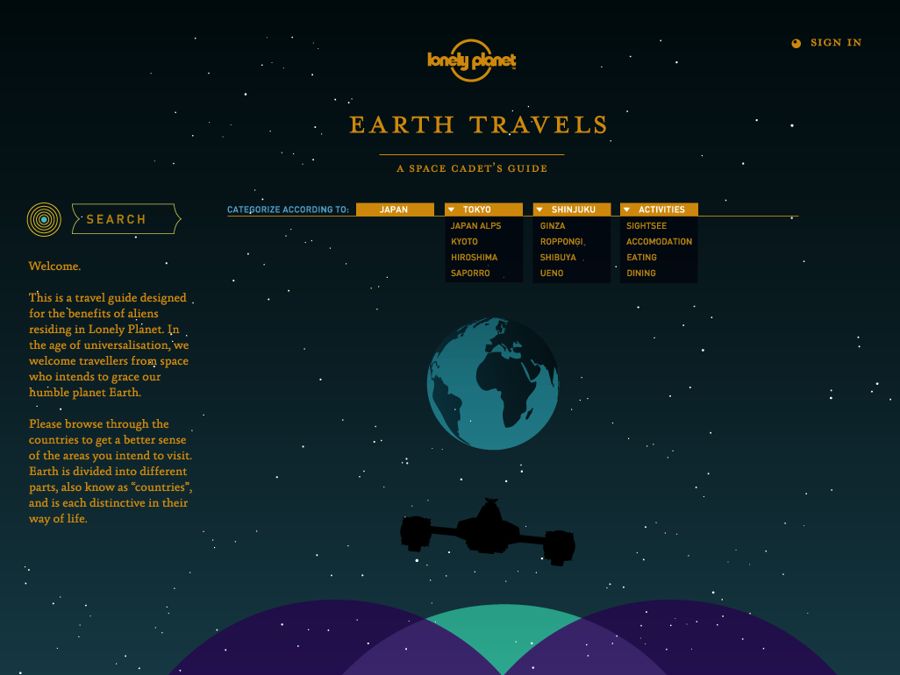 lonely planet
SIGN IN
EARTH TRAVELS
A SPACE CADET'S GUIDE
SEARCH
CATEGORIZE ACCORDING TO:
JAPAN
TOKYO
JAPAN ALPS
KYOTO
HIROSHIMA
SAPORRO
SHINJUKU
GINZA
ROPPONGI
SHIBUYA
UENO
ACTIVITIES
SIGHTSEE
ACCOMODATION
EATING
DINING
Welcome.
This is a travel guide designed
for the benefits of aliens
residing in Lonely Planet. In
the age of universalisation, we
welcome travellers from space
who intends to grace our
humble planet Earth.
Please browse through the
countries to get a better sense
of the areas you intend to visit.
Earth is divided into different
parts, also know as “countries”,
and is each distinctive in their
way of life.